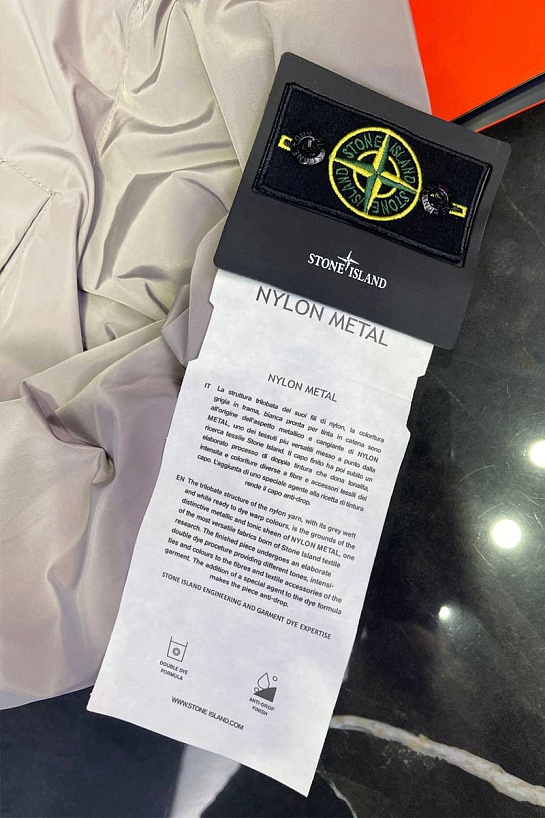 STONE ISLAND
STONE ISLAND
STONE ISLAND
NYLON METAL
NYLON METAL
IT La struttura trilobata dei suoi fili di nylon, la coloritura
grigia in trama, bianca pronta per tinta in catena sono
all'origine dell'aspetto metallico e cangiante di NYLON
METAL, uno dei tessuti piu versatili messo a punto dalla
ricerca tessile Stone Island. Il capo finito ha poi subito un
elaborato processo di doppia tintura che dona tonalità,
intensita e coloriture diverse a fibre e accessori tessili del
capo. L'aggiunta di uno speciale agente alla ricetta di tintura
rende il capo anti-drop.
EN The trilobate structure of the nylon yarn, with its grey weft
and white ready to dye warp colours, is the grounds of the
distinctive metallic and tonic sheen of NYLON METAL, one
of the most versatile fabrics born of Stone Island textile
research. The finished piece undergoes an elaborate
double dye proceture providing different tones, intensi-
ties and colours to the fibres and textile accessories of the
garment. The addition of a special agent to the dye formula
makes the piece anti-drop.
STONE ISLAND ENGINEERING AND GARMENT DYE EXPERTISE
DOUBLE DYE
FORMULA
ANTI-DROP
FINISH
WWW.STONE ISLAND.COM